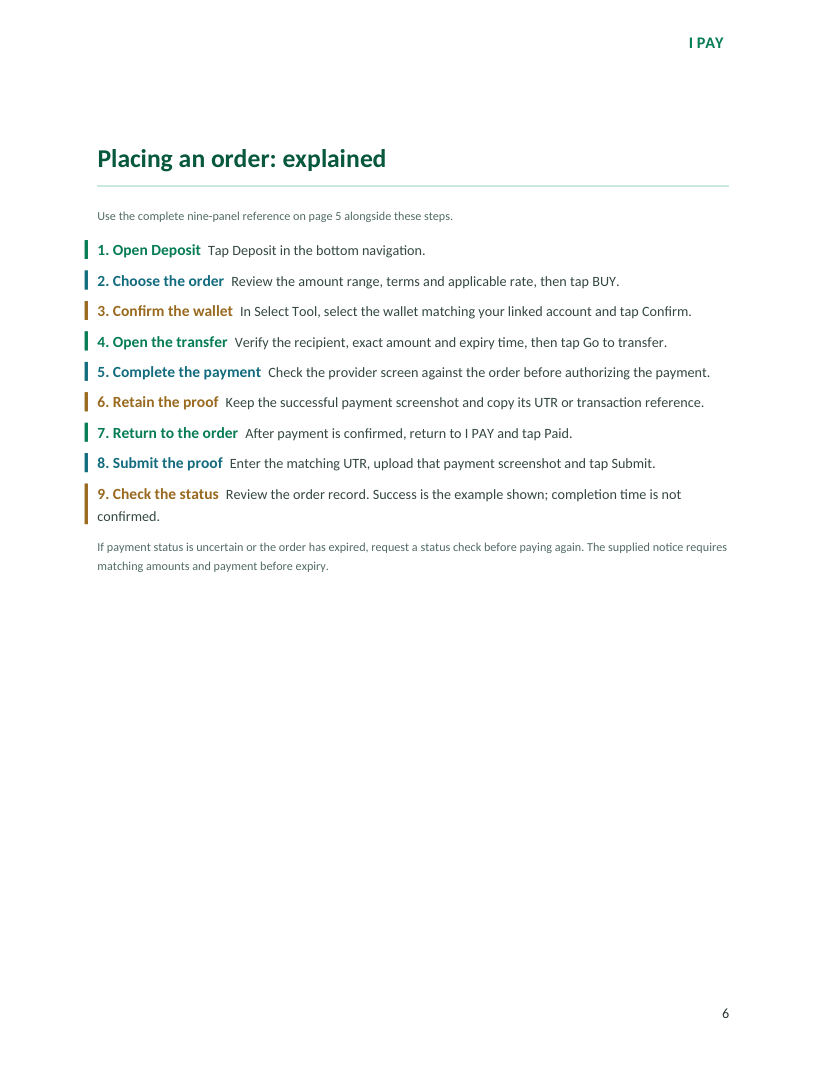 I PAY
Placing an order: explained
Use the complete nine-panel reference on page 5 alongside these steps.
1. Open Deposit Tap Deposit in the bottom navigation.
2. Choose the order Review the amount range, terms and applicable rate, then tap BUY.
3. Confirm the wallet In Select Tool, select the wallet matching your linked account and tap Confirm.
4. Open the transfer Verify the recipient, exact amount and expiry time, then tap Go to transfer.
5. Complete the payment Check the provider screen against the order before authorizing the payment.
6. Retain the proof Keep the successful payment screenshot and copy its UTR or transaction reference.
7. Return to the order After payment is confirmed, return to I PAY and tap Paid.
8. Submit the proof Enter the matching UTR, upload that payment screenshot and tap Submit.
9. Check the status Review the order record. Success is the example shown; completion time is not
confirmed.
If payment status is uncertain or the order has expired, request a status check before paying again. The supplied notice requires
matching amounts and payment before expiry.
6